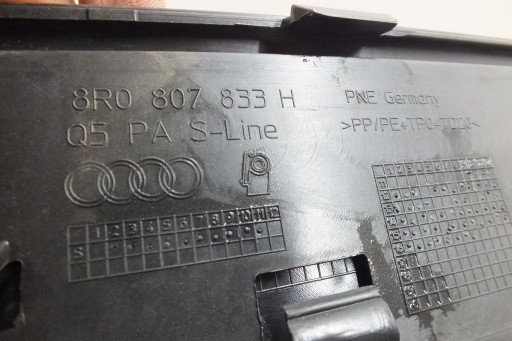 8R0 807 833 H PNE Germany
Q5 PA S-Line >PP/PE+TPO-TD20<
1 2 3 4 5 6 7 8 9 10 11 12
S